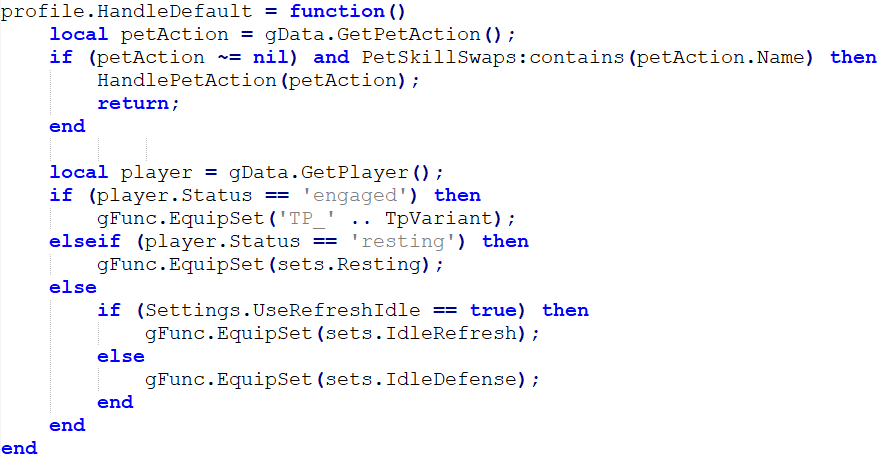 profile.HandleDefault = function()
    local petAction = gData.GetPetAction();
    if (petAction ~= nil) and PetSkillSwaps:contains(petAction.Name) then
        HandlePetAction(petAction);
        return;
    end

    local player = gData.GetPlayer();
    if (player.Status == 'engaged') then
        gFunc.EquipSet('TP_' .. TpVariant);
    elseif (player.Status == 'resting') then
        gFunc.EquipSet(sets.Resting);
    else
        if (Settings.UseRefreshIdle == true) then
            gFunc.EquipSet(sets.IdleRefresh);
        else
            gFunc.EquipSet(sets.IdleDefense);
        end
    end
end